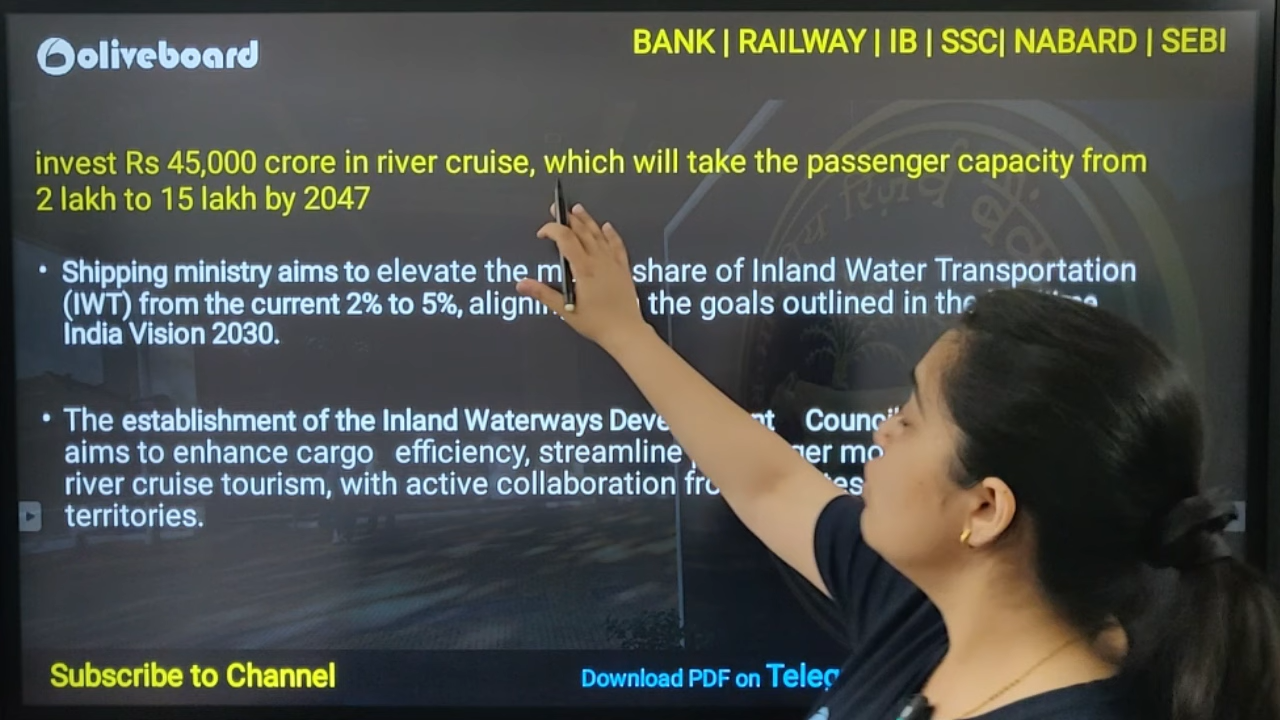 oliveboard
BANK | RAILWAY | IB | SSC| NABARD | SEBI
invest Rs 45,000 crore in river cruise, which will take the passenger capacity from
2 lakh to 15 lakh by 2047
• Shipping ministry aims to elevate the share of Inland Water Transportation
(IWT) from the current 2% to 5%, the goals outlined in the
India Vision 2030.
• The establishment of the Inland Waterways
aims to enhance cargo efficiency, streamline
river cruise tourism, with active collaboration
territories.
Subscribe to Channel
Download PDF on